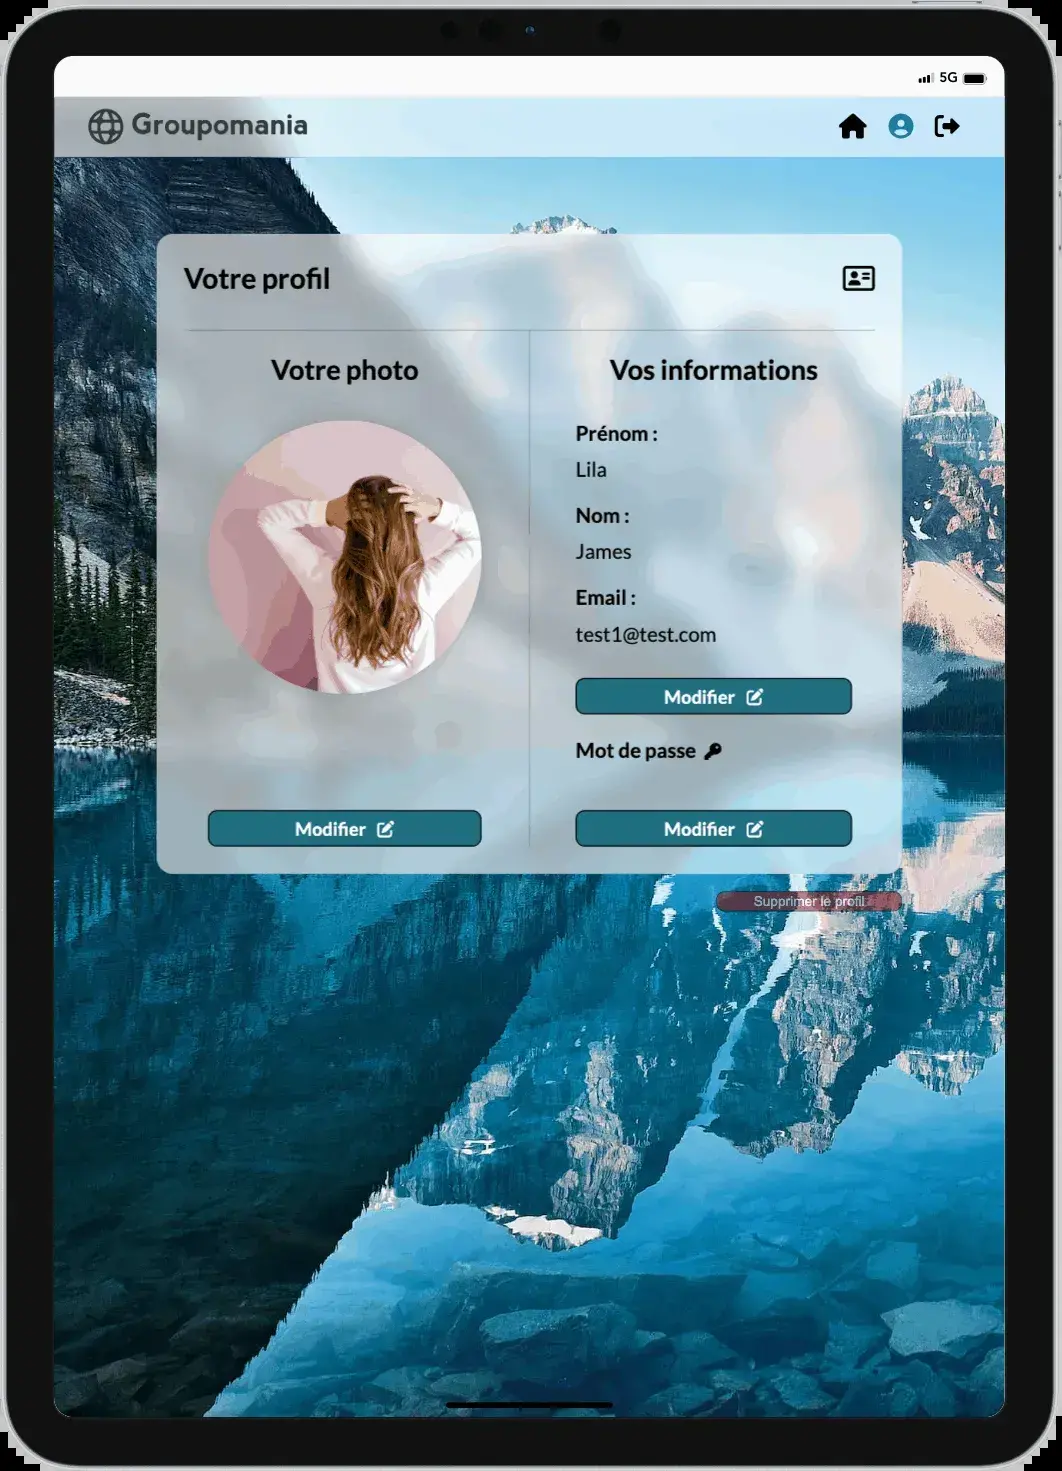 5G
Groupomania
Votre profil
Votre photo
Vos informations
Prénom :
Lila
Nom :
James
Email :
test1@test.com
Modifier
Mot de passe
Modifier
Modifier
Supprimer le profil